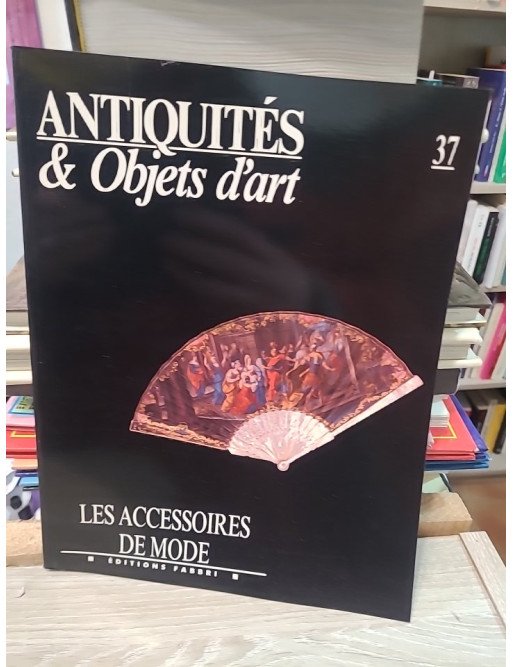 ANTIQUITÉS
& Objets d'art
37
LES ACCESSOIRES
DE MODE
ÉDITIONS FABBRI